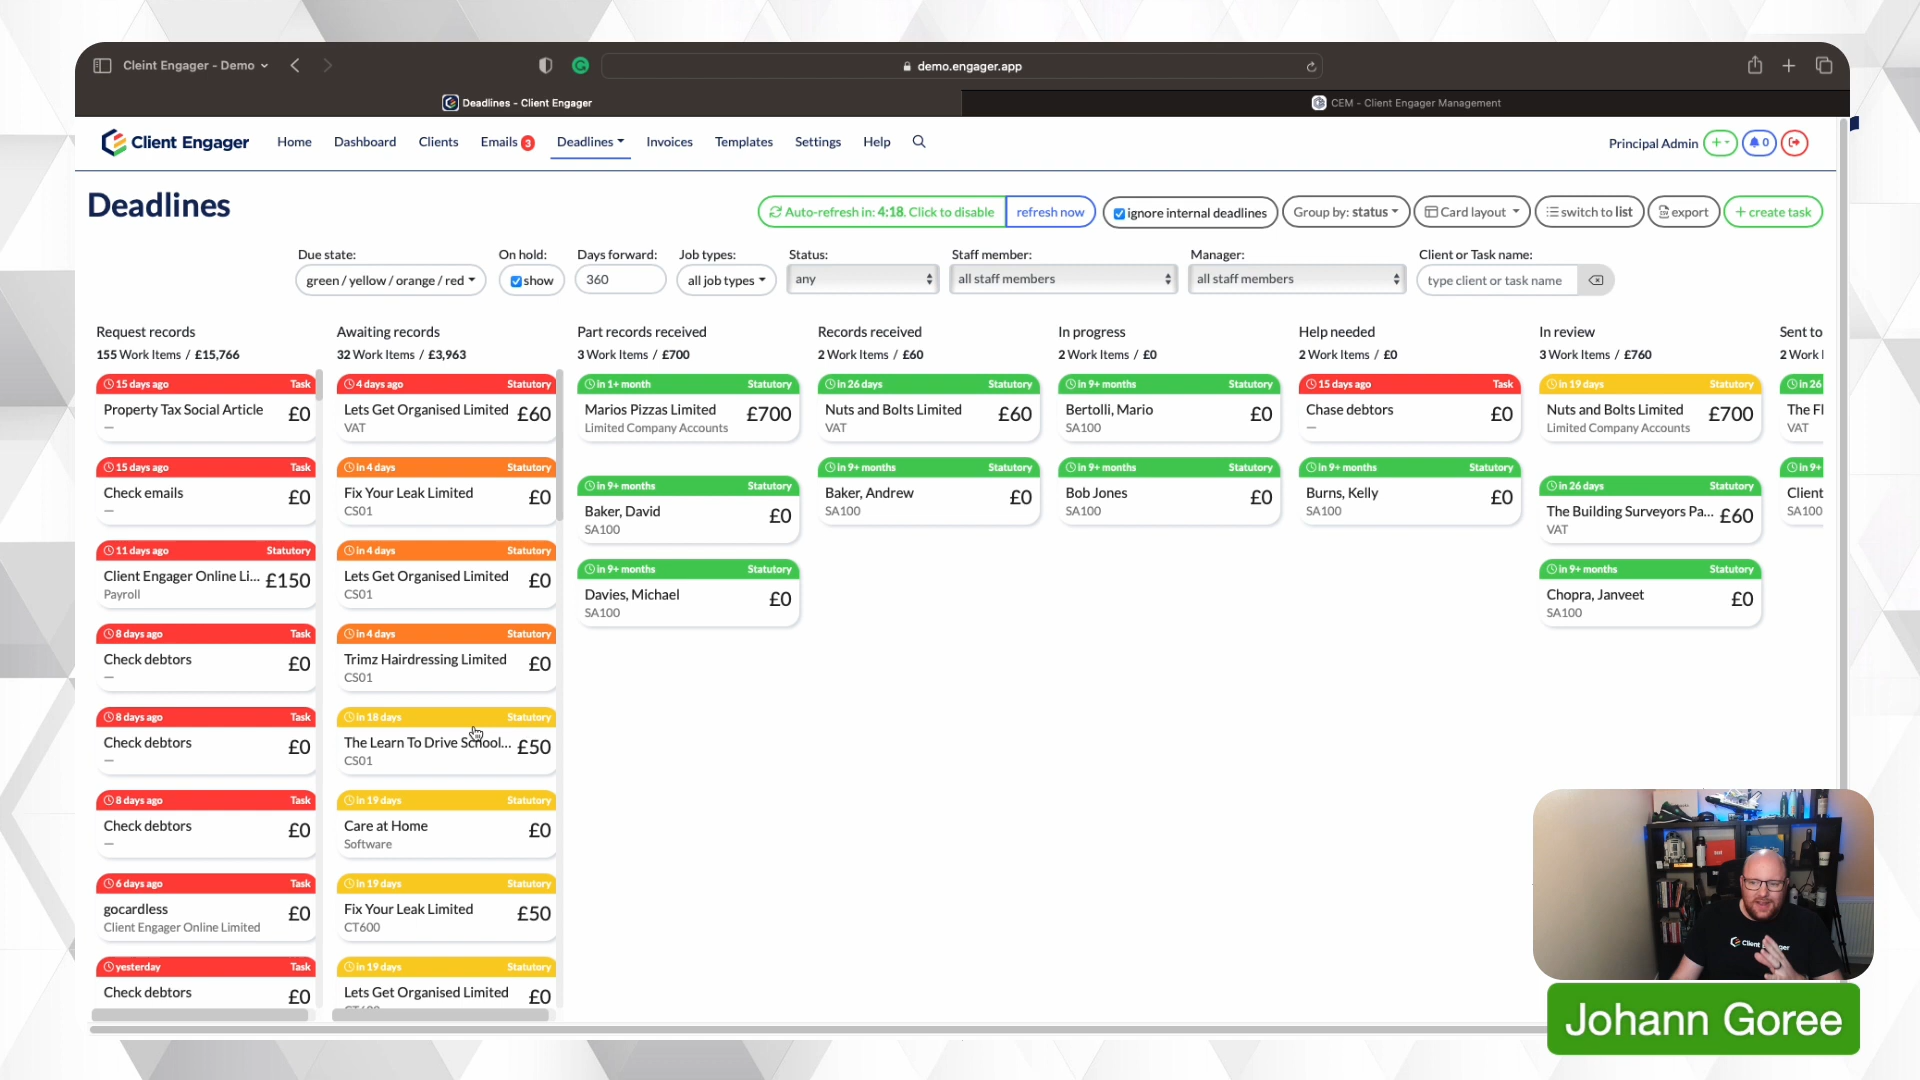 Cleint Engager - Demo
demo.engager.app
Deadlines - Client Engager
CEM - Client Engager Management
Client Engager
Home
Dashboard
Clients
Emails 3
Deadlines
Invoices
Templates
Settings
Help
Principal Admin
+
0
Deadlines
Auto-refresh in: 4:18. Click to disable
refresh now
ignore internal deadlines
Group by: status
Card layout
switch to list
export
+ create task
Due state:
On hold:
Days forward:
Job types:
Status:
Staff member:
Manager:
Client or Task name:
green / yellow / orange / red
show
360
all job types
any
all staff members
all staff members
type client or task name
Request records
155 Work Items / £15,766
15 days ago Task
Property Tax Social Article £0
—
15 days ago Task
Check emails £0
—
11 days ago Statutory
Client Engager Online Li... £150
Payroll
8 days ago Task
Check debtors £0
—
8 days ago Task
Check debtors £0
—
8 days ago Task
Check debtors £0
—
6 days ago Task
gocardless £0
Client Engager Online Limited
yesterday Task
Check debtors £0
Awaiting records
32 Work Items / £3,963
4 days ago Statutory
Lets Get Organised Limited £60
VAT
in 4 days Statutory
Fix Your Leak Limited £0
CS01
in 4 days Statutory
Lets Get Organised Limited £0
CS01
in 4 days Statutory
Trimz Hairdressing Limited £0
CS01
in 18 days Statutory
The Learn To Drive School... £50
CS01
in 19 days Statutory
Care at Home £0
Software
in 19 days Statutory
Fix Your Leak Limited £50
CT600
in 19 days Statutory
Lets Get Organised Limited £0
CT600
Part records received
3 Work Items / £700
in 1+ month Statutory
Marios Pizzas Limited £700
Limited Company Accounts
in 9+ months Statutory
Baker, David £0
SA100
in 9+ months Statutory
Davies, Michael £0
SA100
Records received
2 Work Items / £60
in 26 days Statutory
Nuts and Bolts Limited £60
VAT
in 9+ months Statutory
Baker, Andrew £0
SA100
In progress
2 Work Items / £0
in 9+ months Statutory
Bertolli, Mario £0
SA100
in 9+ months Statutory
Bob Jones £0
SA100
Help needed
2 Work Items / £0
15 days ago Task
Chase debtors £0
—
in 9+ months Statutory
Burns, Kelly £0
SA100
In review
3 Work Items / £760
in 19 days Statutory
Nuts and Bolts Limited £700
Limited Company Accounts
in 26 days Statutory
The Building Surveyors Pa... £60
VAT
in 9+ months Statutory
Chopra, Janveet £0
SA100
Sent to
2 Work
in 26
The Fl
VAT
in 9+
Client
SA100
Johann Goree